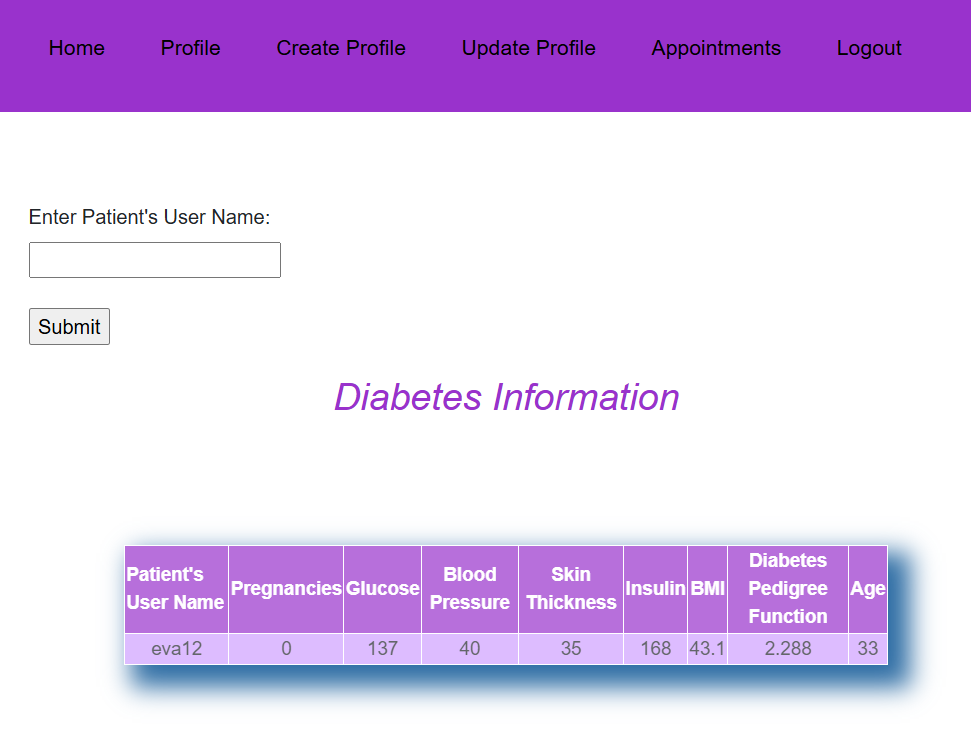 Home Profile Create Profile Update Profile Appointments Logout
Enter Patient's User Name:
Submit
Diabetes Information
Patient's User Name Pregnancies Glucose Blood Pressure Skin Thickness Insulin BMI Diabetes Pedigree Function Age
eva12 0 137 40 35 168 43.1 2.288 33